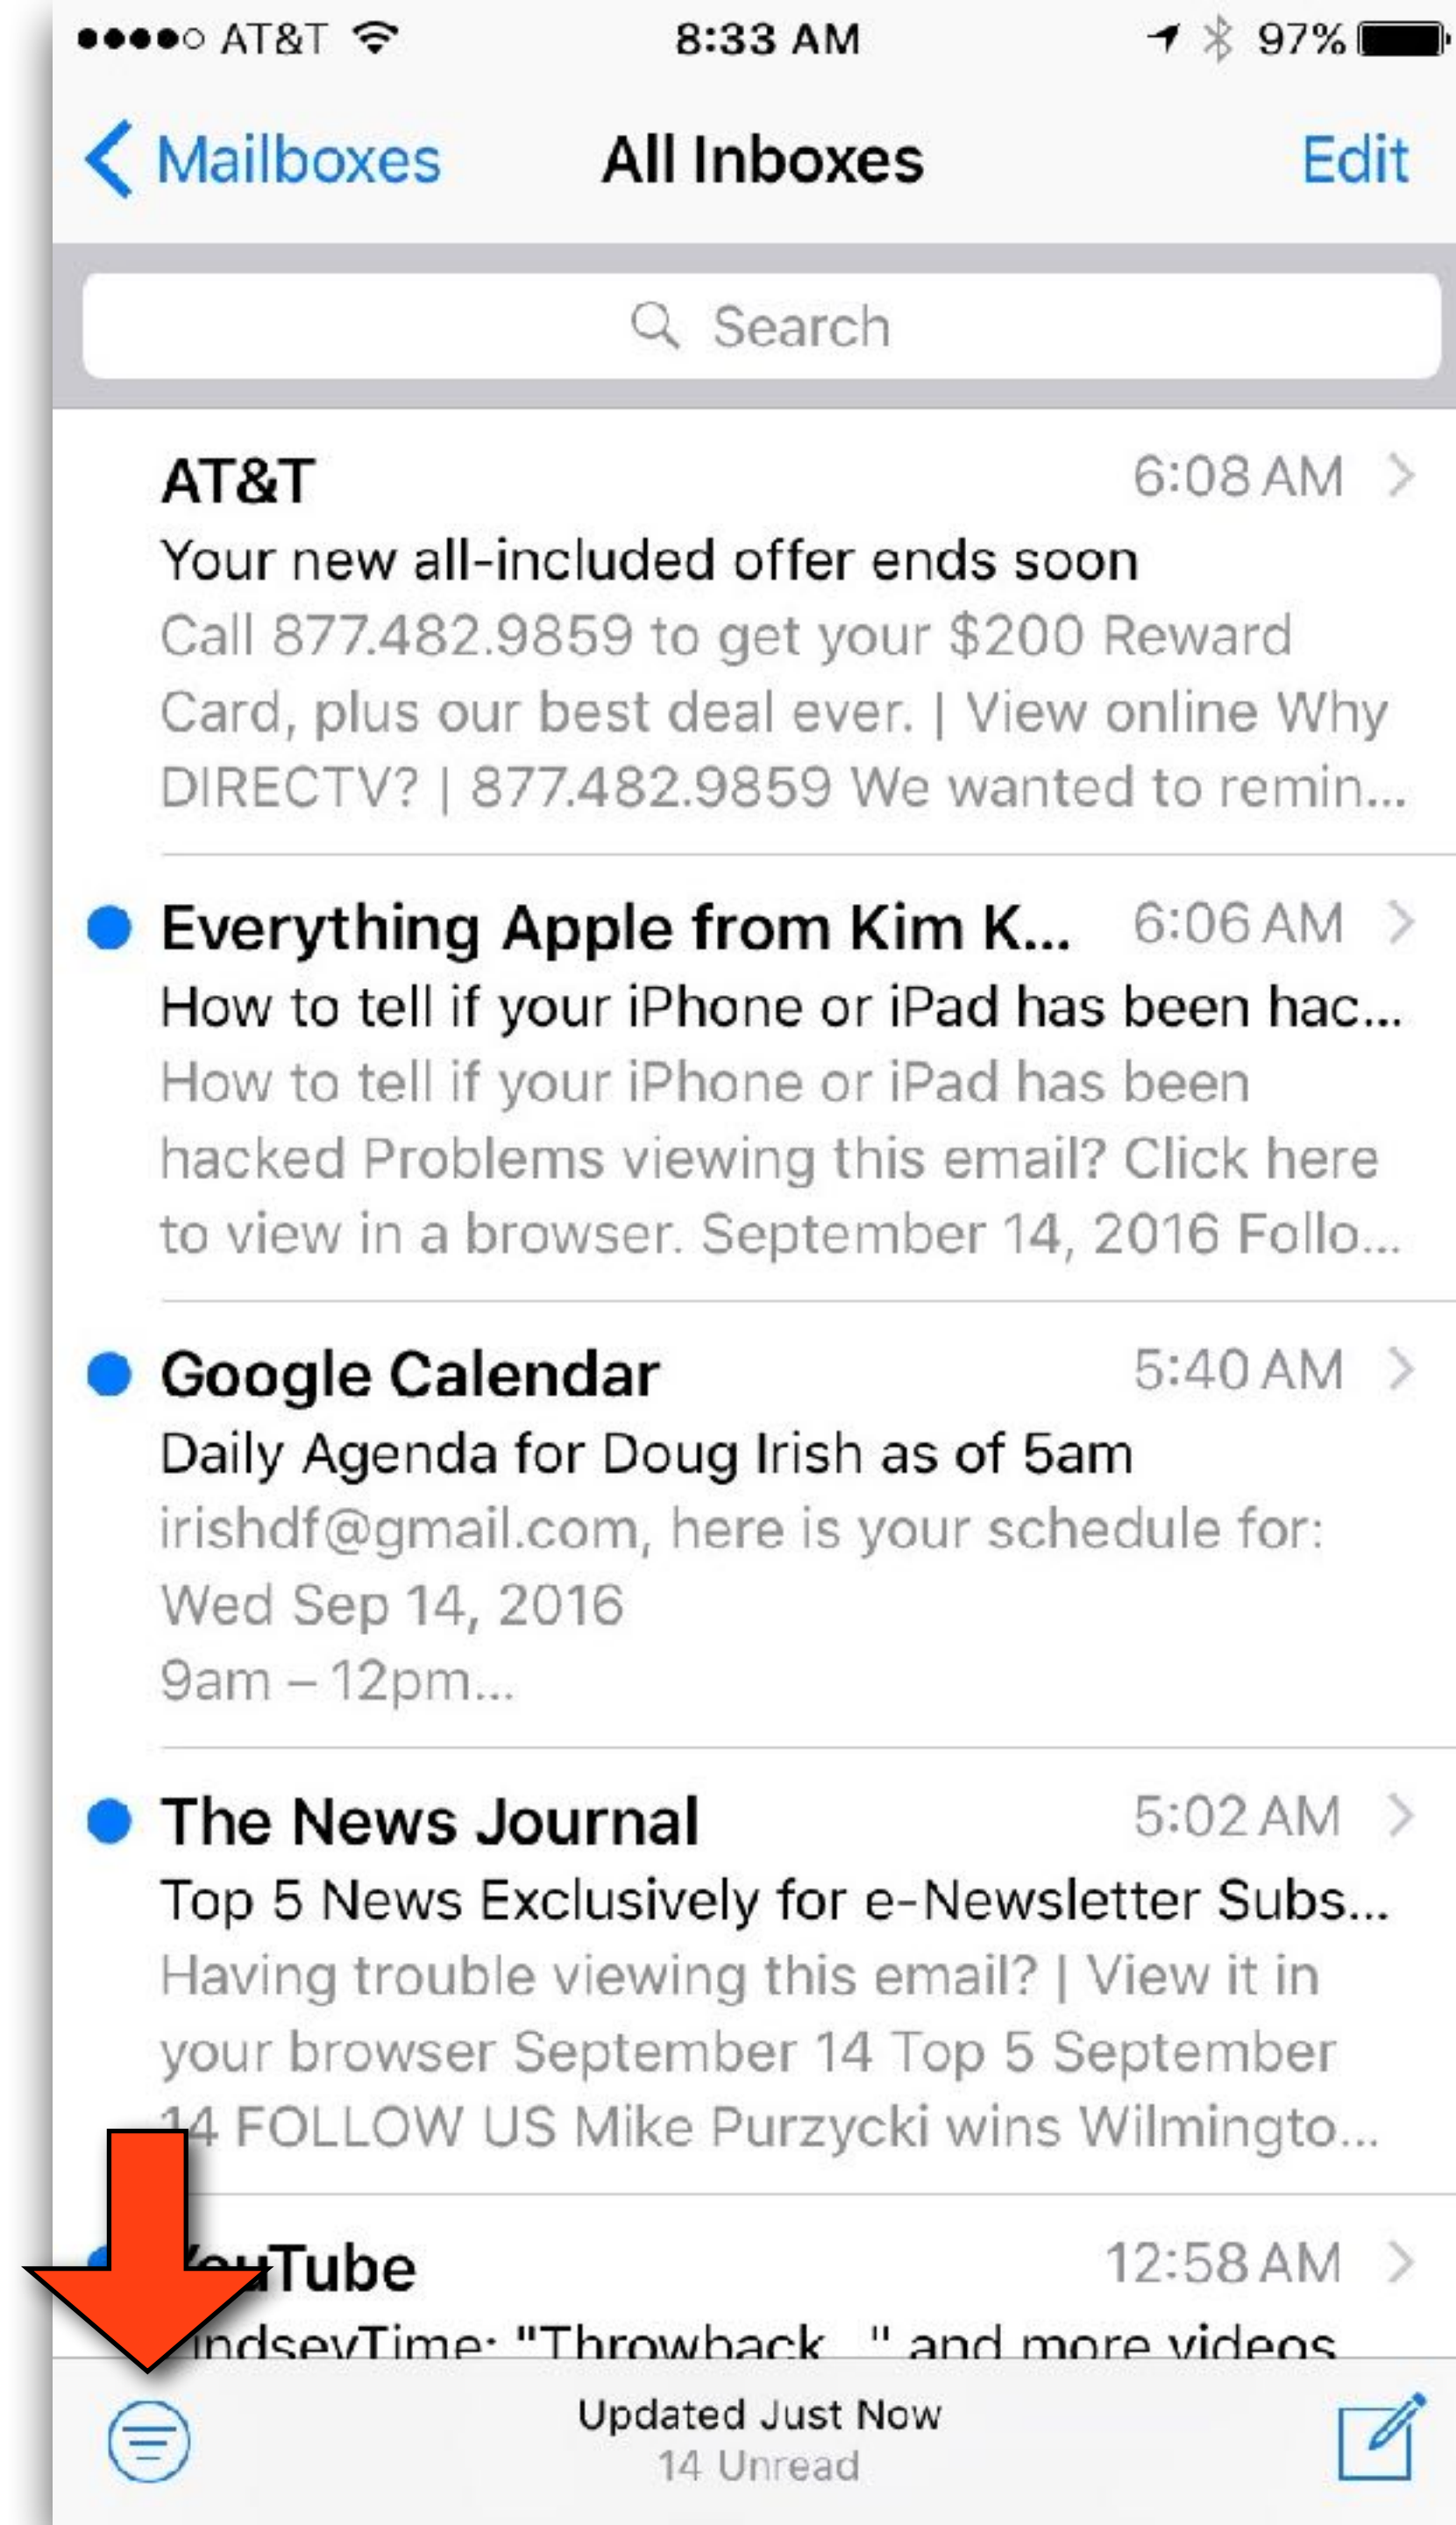 AT&T 8:33 AM 97%
Mailboxes All Inboxes Edit
Search
AT&T 6:08 AM
Your new all-included offer ends soon
Call 877.482.9859 to get your $200 Reward
Card, plus our best deal ever. | View online Why
DIRECTV? | 877.482.9859 We wanted to remin...
Everything Apple from Kim K... 6:06 AM
How to tell if your iPhone or iPad has been hac...
How to tell if your iPhone or iPad has been
hacked Problems viewing this email? Click here
to view in a browser. September 14, 2016 Follo...
Google Calendar 5:40 AM
Daily Agenda for Doug Irish as of 5am
irishdf@gmail.com, here is your schedule for:
Wed Sep 14, 2016
9am – 12pm...
The News Journal 5:02 AM
Top 5 News Exclusively for e-Newsletter Subs...
Having trouble viewing this email? | View it in
your browser September 14 Top 5 September
14 FOLLOW US Mike Purzycki wins Wilmingto...
YouTube 12:58 AM
"Throwback..." and more videos
Updated Just Now
14 Unread